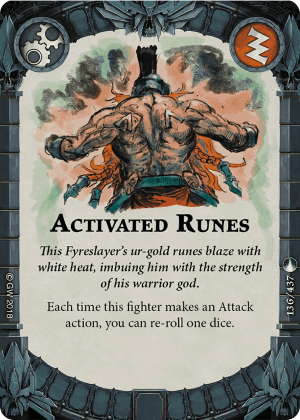 ACTIVATED RUNES
This Fyreslayer's ur-gold runes blaze with
white heat, imbuing him with the strength
of his warrior god.
Each time this fighter makes an Attack
action, you can re-roll one dice.
© GW 2018
136/437